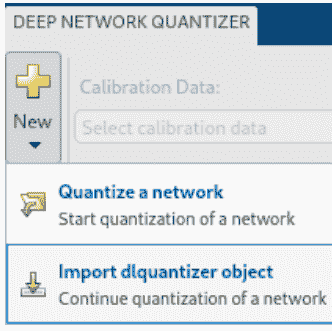 DEEP NETWORK QUANTIZER
New
Calibration Data:
Select calibration data
Quantize a network
Start quantization of a network
Import dlquantizer object
Continue quantization of a network